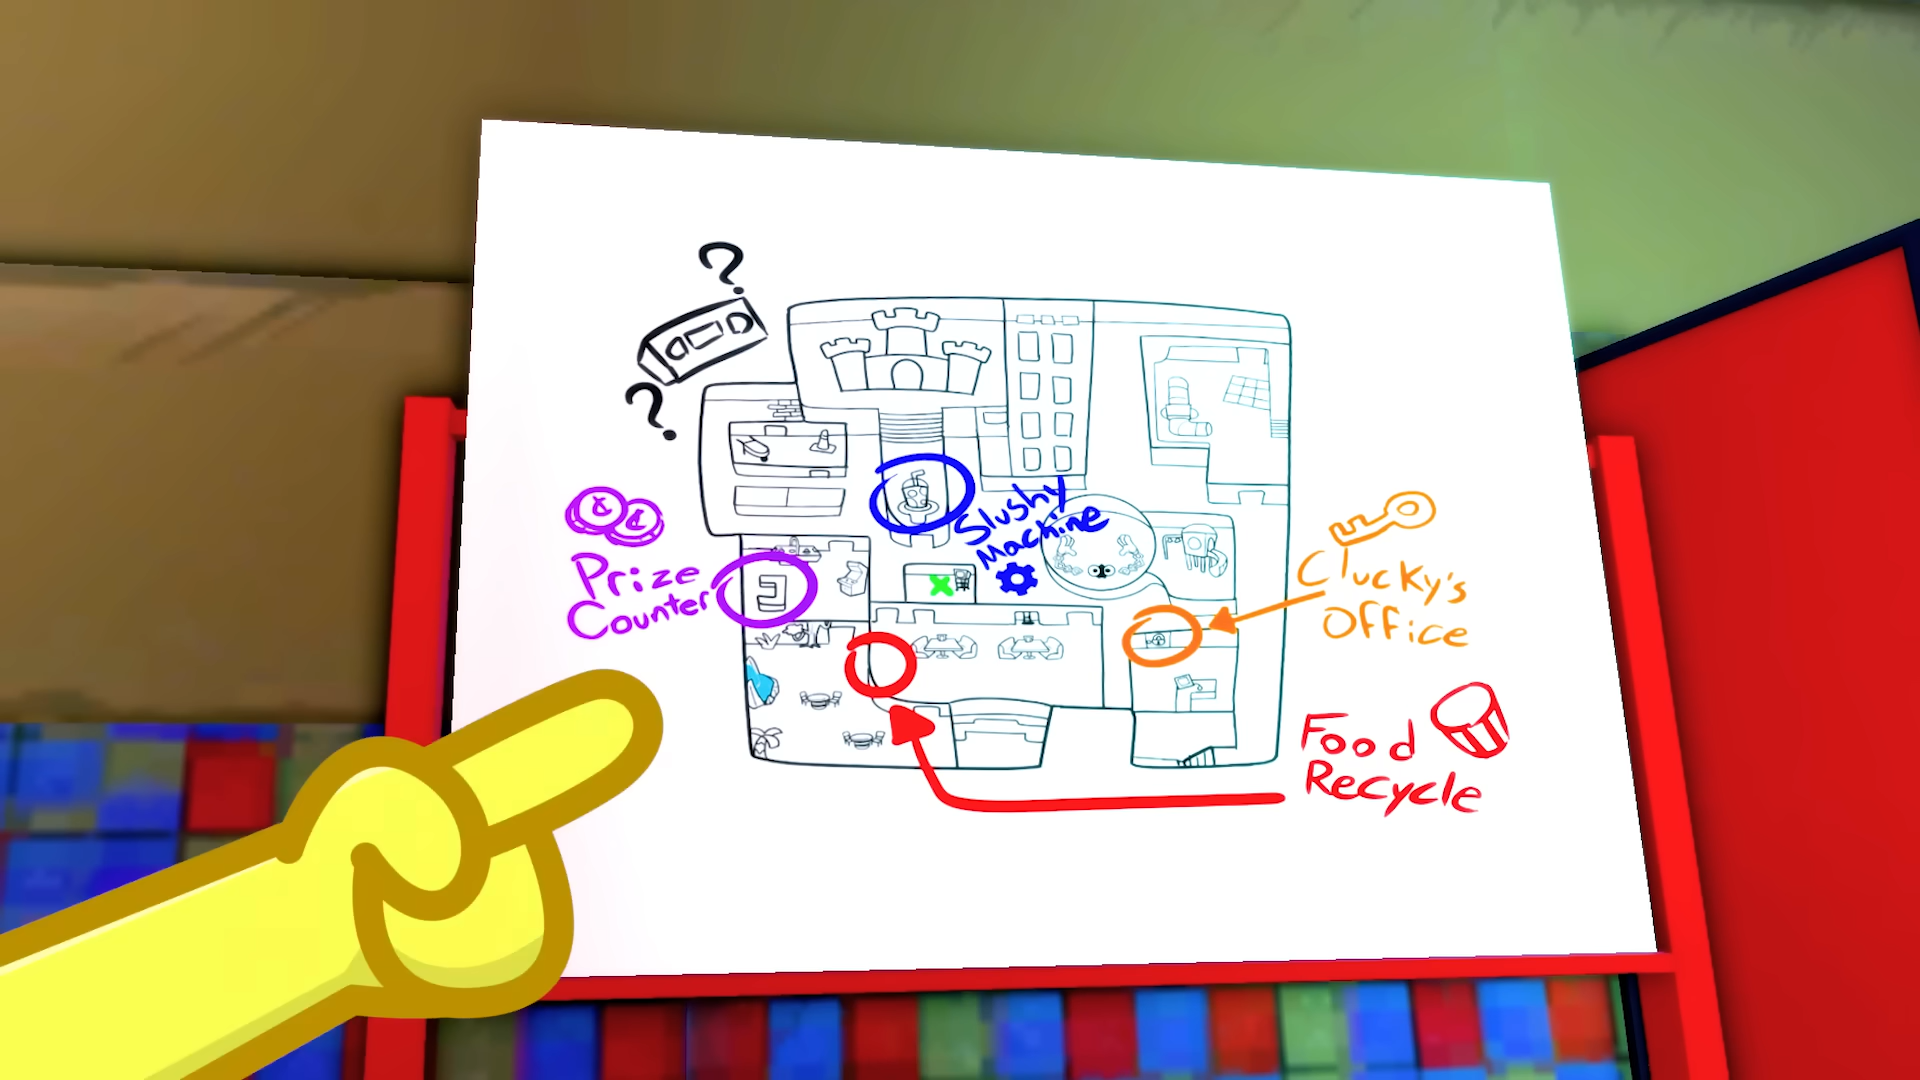 ?
?
¢ ¢
Prize
Counter
Slushy
Machine
x
Clucky's
Office
Food
Recycle